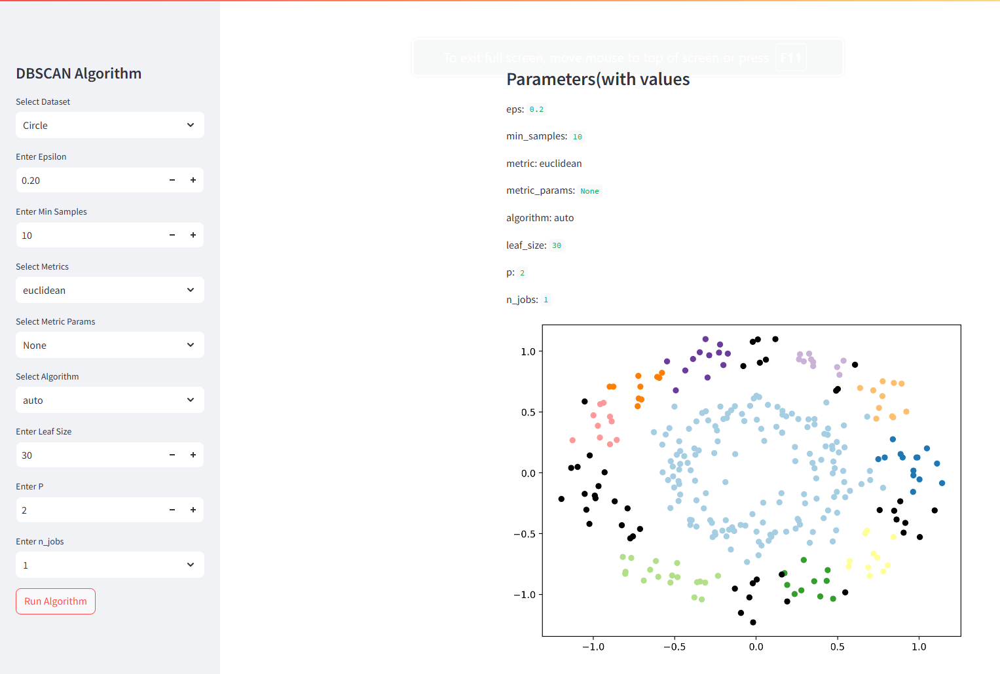 To exit full screen, move mouse to top of screen or press F11
DBSCAN Algorithm
Select Dataset
Circle
Enter Epsilon
0.20
Enter Min Samples
10
Select Metrics
euclidean
Select Metric Params
None
Select Algorithm
auto
Enter Leaf Size
30
Enter P
2
Enter n_jobs
1
Run Algorithm
Parameters(with values
eps: 0.2
min_samples: 10
metric: euclidean
metric_params: None
algorithm: auto
leaf_size: 30
p: 2
n_jobs: 1
1.0
0.5
0.0
−0.5
−1.0
−1.0 −0.5 0.0 0.5 1.0